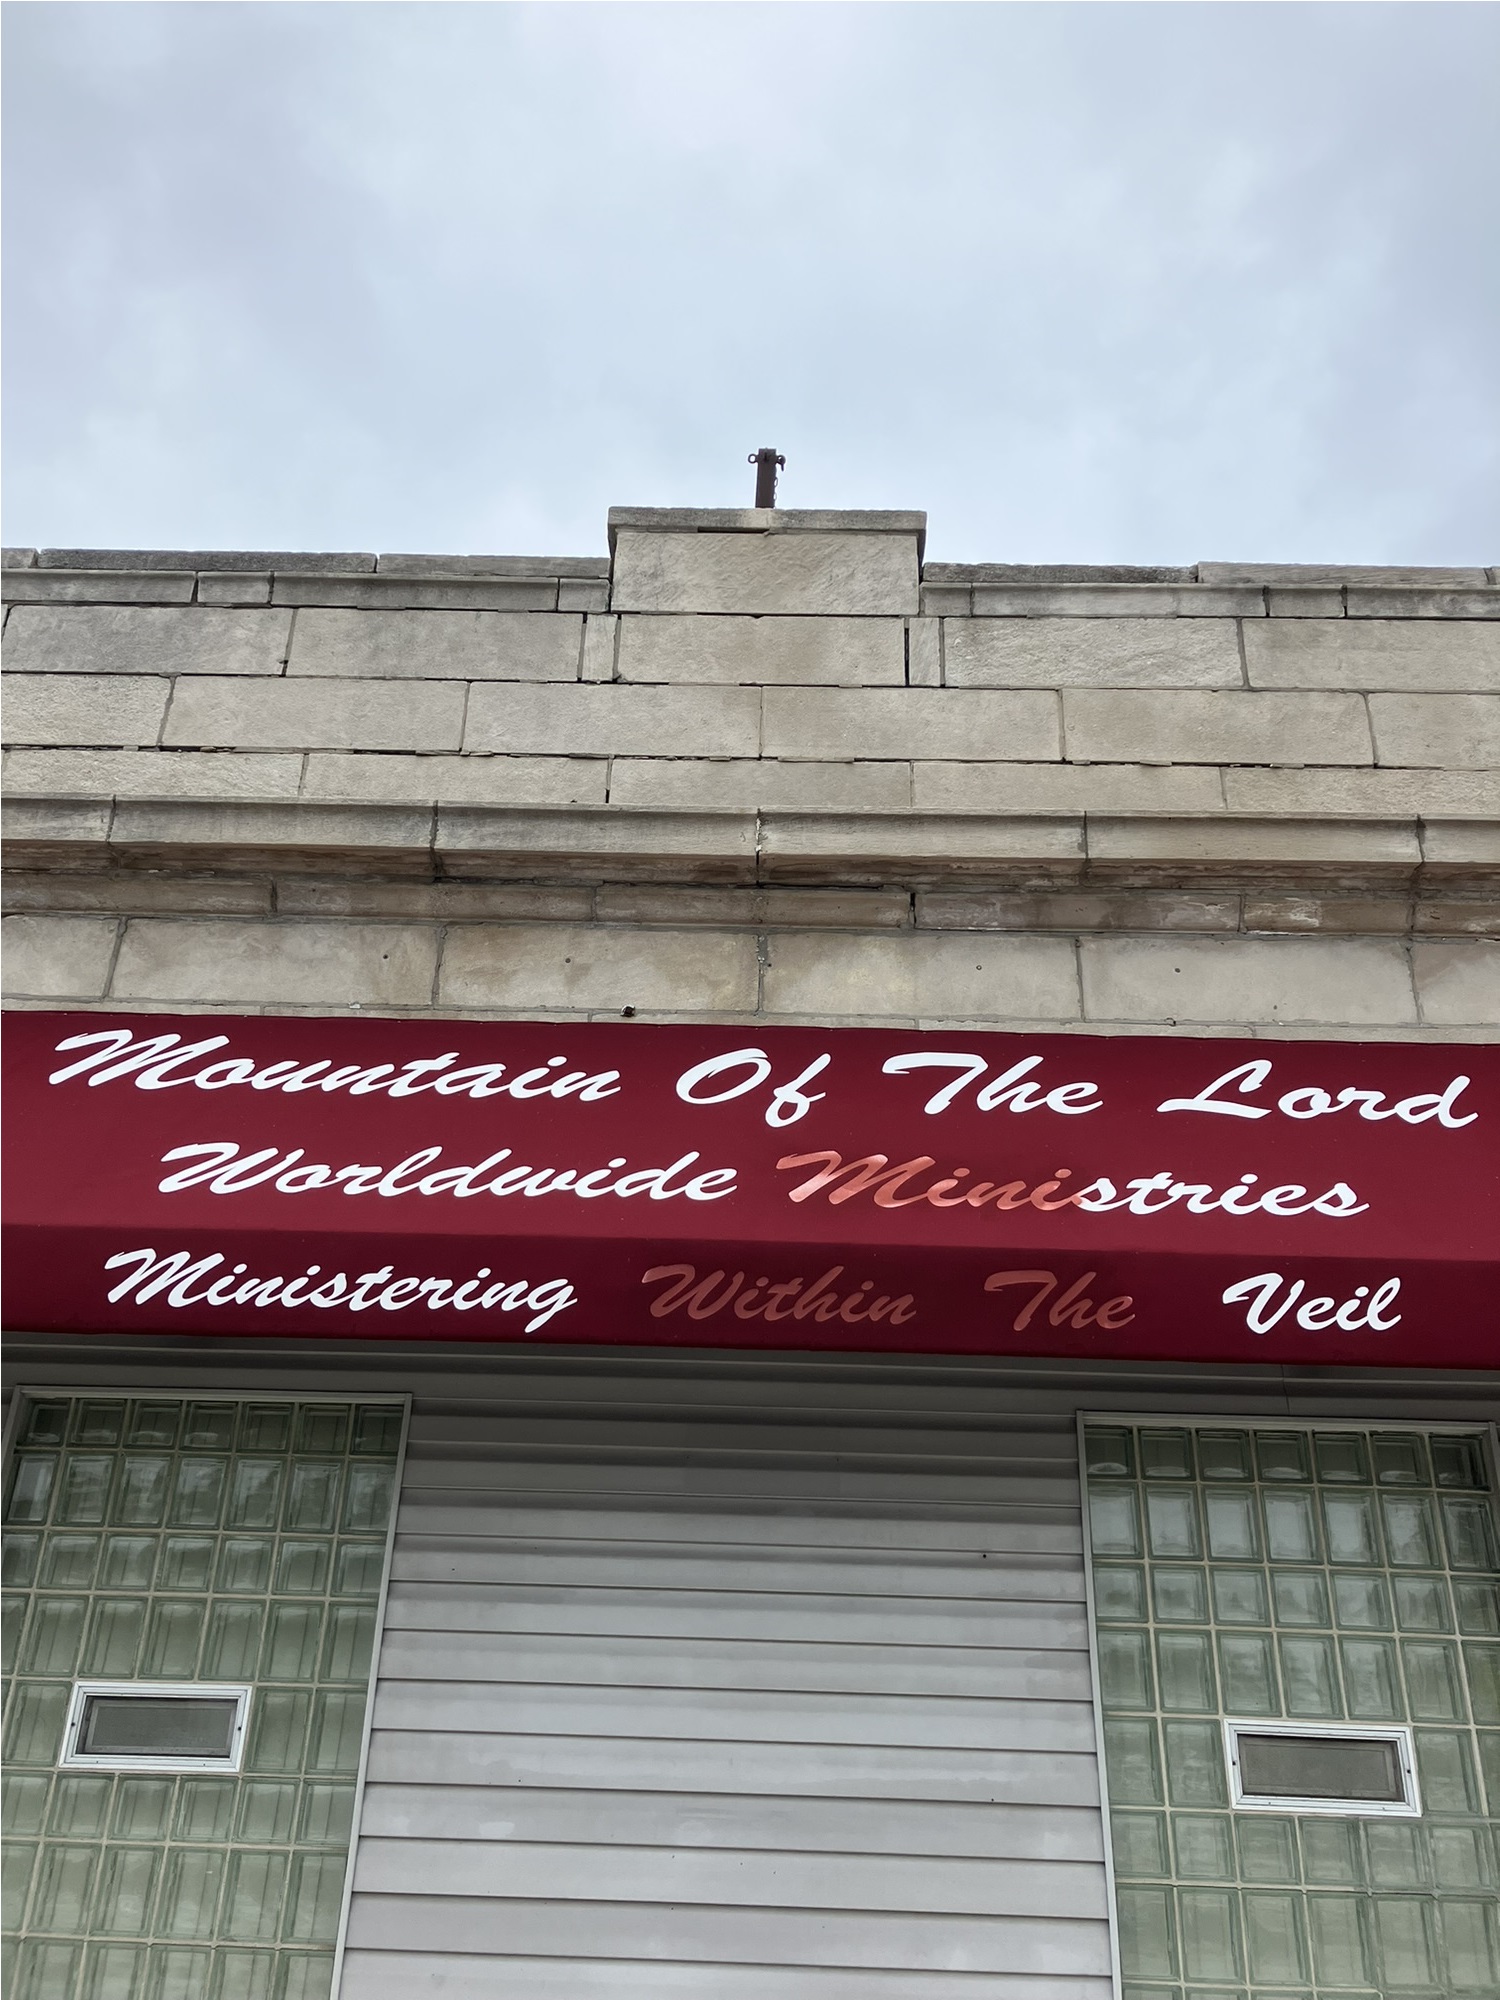 Mountain Of The Lord
Worldwide Ministries
Ministering Within The Veil